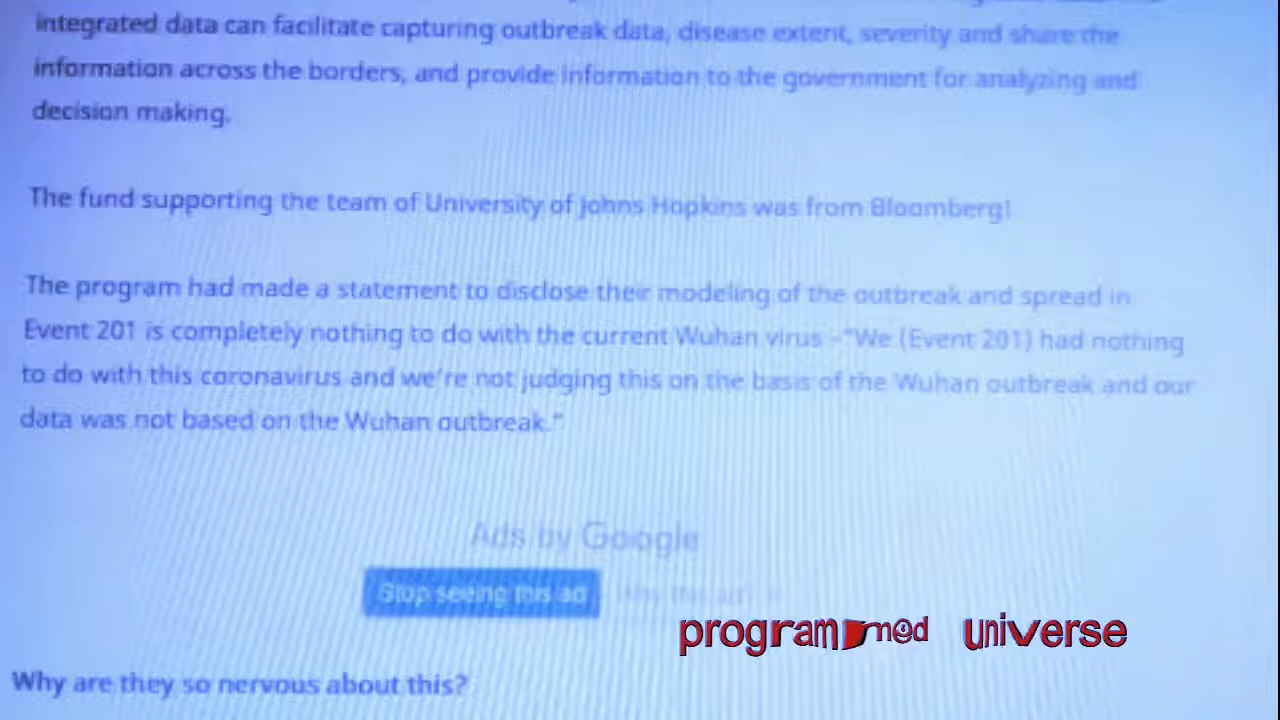 integrated data can facilitate capturing outbreak data, disease extent, severity and share the
information across the borders, and provide information to the government for analyzing and
decision making.
The fund supporting the team of University of Johns Hopkins was from Bloomberg!
The program had made a statement to disclose their modeling of the outbreak and spread in
Event 201 is completely nothing to do with the current Wuhan virus –"We (Event 201) had nothing
to do with this coronavirus and we're not judging this on the basis of the Wuhan outbreak and our
data was not based on the Wuhan outbreak."
Ads by Google
Stop seeing this ad
programmed universe
Why are they so nervous about this?